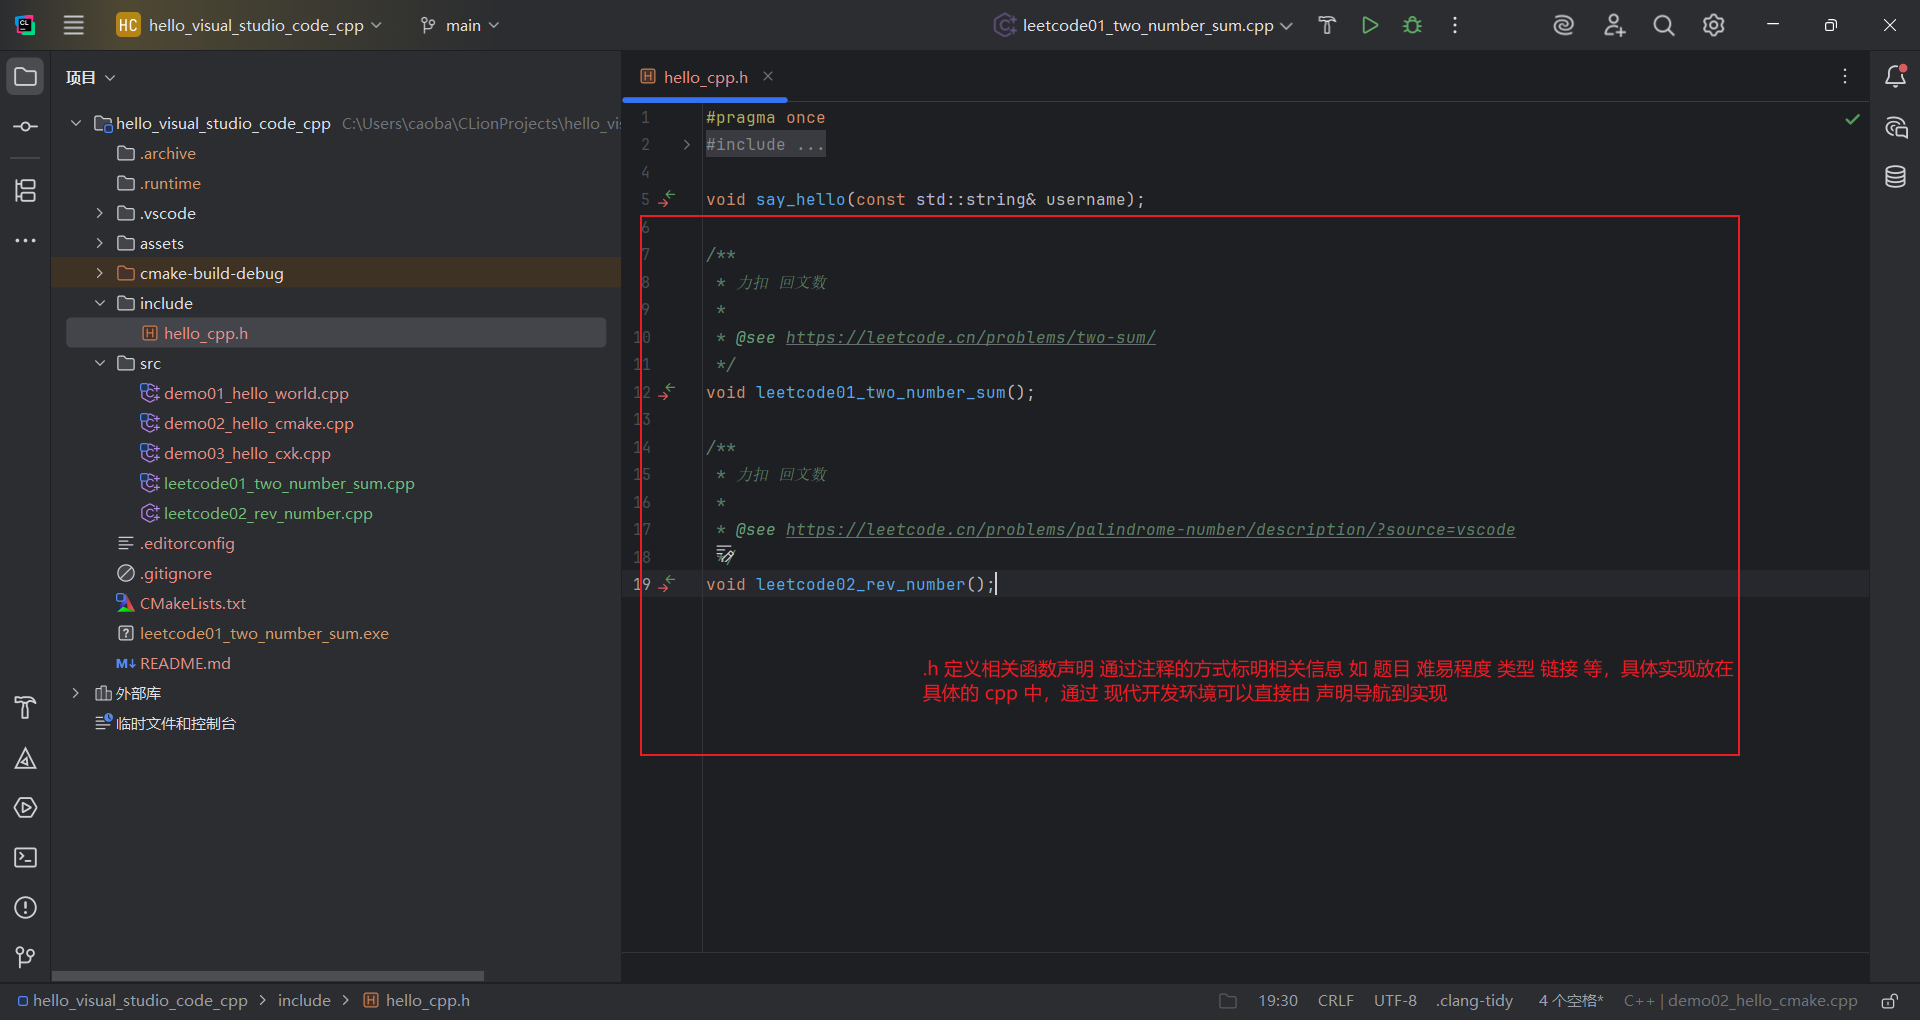 HC hello_visual_studio_code_cpp main leetcode01_two_number_sum.cpp
项目
hello_visual_studio_code_cpp C:\Users\caoba\CLionProjects\hello_vi
.archive
.runtime
.vscode
assets
cmake-build-debug
include
hello_cpp.h
src
demo01_hello_world.cpp
demo02_hello_cmake.cpp
demo03_hello_cxk.cpp
leetcode01_two_number_sum.cpp
leetcode02_rev_number.cpp
.editorconfig
.gitignore
CMakeLists.txt
leetcode01_two_number_sum.exe
README.md
外部库
临时文件和控制台
hello_cpp.h
1 #pragma once
2 #include ...
4
5 void say_hello(const std::string& username);
6
7 /**
8 * 力扣 回文数
9 *
10 * @see https://leetcode.cn/problems/two-sum/
11 */
12 void leetcode01_two_number_sum();
13
14 /**
15 * 力扣 回文数
16 *
17 * @see https://leetcode.cn/problems/palindrome-number/description/?source=vscode
18 */
19 void leetcode02_rev_number();
.h 定义相关函数声明 通过注释的方式标明相关信息 如 题目 难易程度 类型 链接 等，具体实现放在
具体的 cpp 中，通过 现代开发环境可以直接由 声明导航到实现
hello_visual_studio_code_cpp > include > hello_cpp.h 19:30 CRLF UTF-8 .clang-tidy 4 个空格* C++ | demo02_hello_cmake.cpp